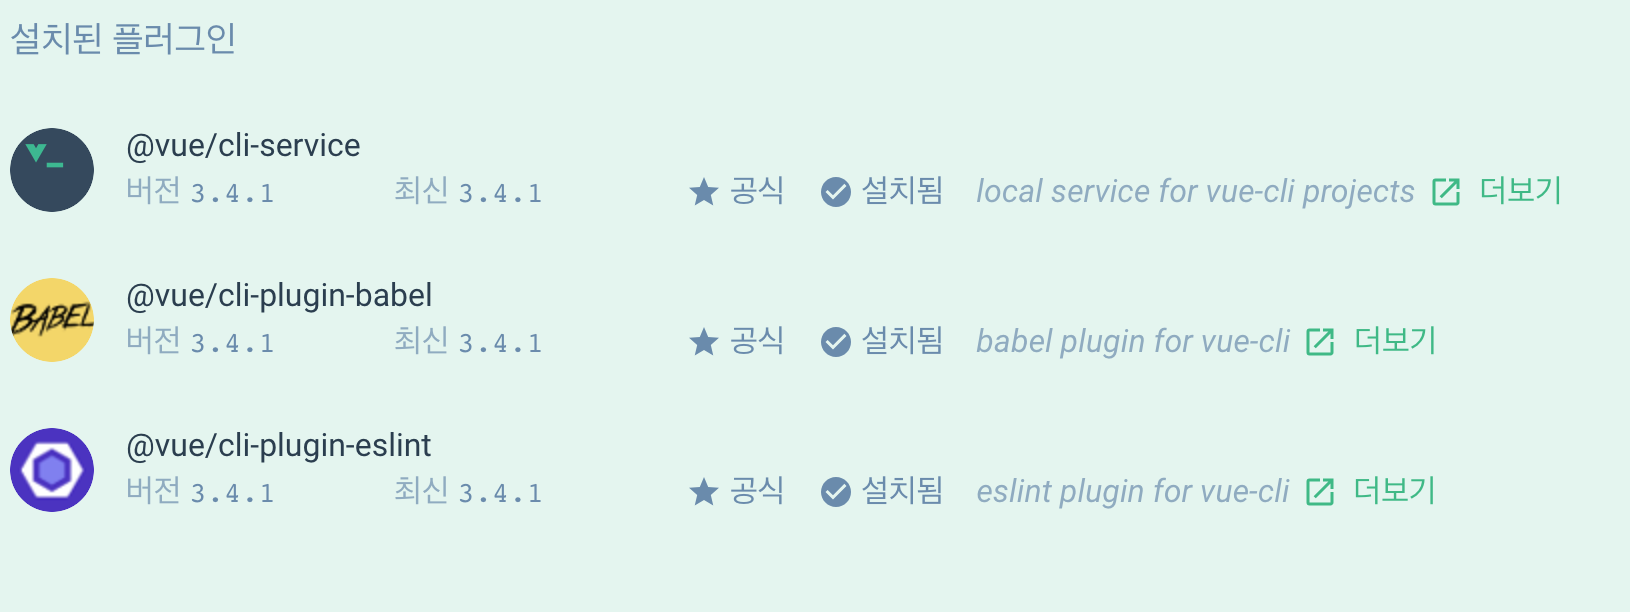 설치된 플러그인
@vue/cli-service
버전 3.4.1 최신 3.4.1 공식 설치됨 local service for vue-cli projects 더보기
BABEL
@vue/cli-plugin-babel
버전 3.4.1 최신 3.4.1 공식 설치됨 babel plugin for vue-cli 더보기
@vue/cli-plugin-eslint
버전 3.4.1 최신 3.4.1 공식 설치됨 eslint plugin for vue-cli 더보기